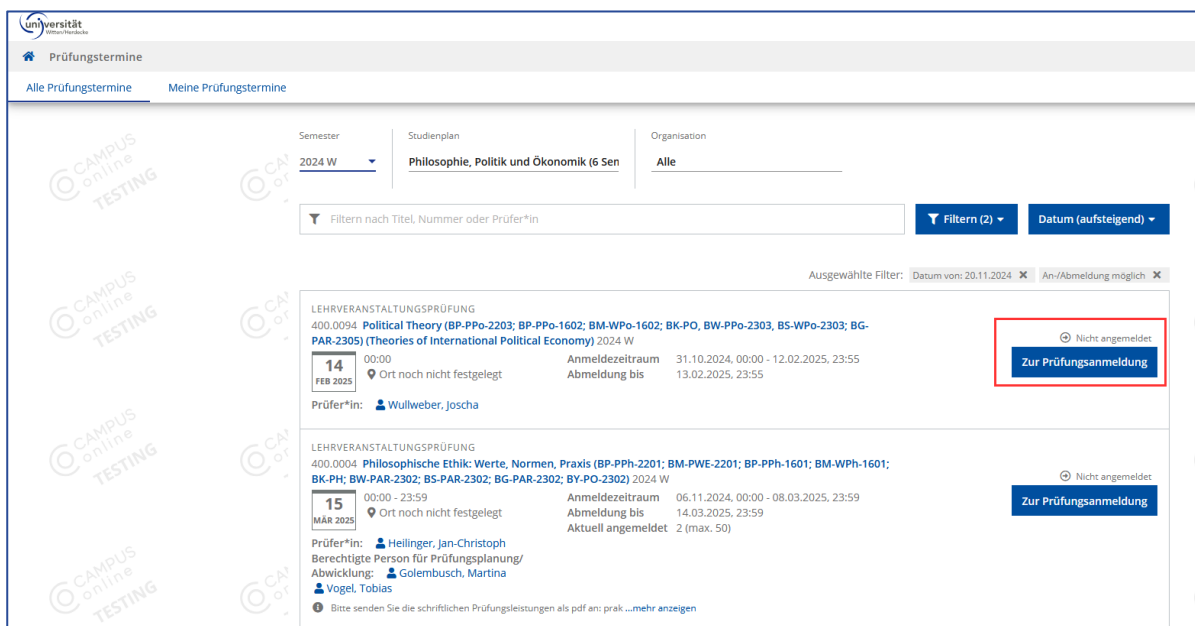 universität
Witten/Herdecke
Prüfungstermine
Alle Prüfungstermine Meine Prüfungstermine
Semester Studienplan Organisation
2024 W Philosophie, Politik und Ökonomik (6 Sen Alle
Filtern nach Titel, Nummer oder Prüfer*in Filtern (2) Datum (aufsteigend)
Ausgewählte Filter: Datum von: 20.11.2024 An-/Abmeldung möglich
LEHRVERANSTALTUNGSPRÜFUNG
400.0094 Political Theory (BP-PPo-2203; BP-PPo-1602; BM-WPo-1602; BK-PO, BW-PPo-2303, BS-WPo-2303; BG-
PAR-2305) (Theories of International Political Economy) 2024 W
Nicht angemeldet
Zur Prüfungsanmeldung
14
FEB 2025
00:00 Anmeldezeitraum 31.10.2024, 00:00 - 12.02.2025, 23:55
Ort noch nicht festgelegt Abmeldung bis 13.02.2025, 23:55
Prüfer*in: Wullweber, Joscha
LEHRVERANSTALTUNGSPRÜFUNG
400.0004 Philosophische Ethik: Werte, Normen, Praxis (BP-PPh-2201; BM-PWE-2201; BP-PPh-1601; BM-WPh-1601;
BK-PH; BW-PAR-2302; BS-PAR-2302; BG-PAR-2302; BY-PO-2302) 2024 W
Nicht angemeldet
Zur Prüfungsanmeldung
15
MÄR 2025
00:00 - 23:59 Anmeldezeitraum 06.11.2024, 00:00 - 08.03.2025, 23:59
Ort noch nicht festgelegt Abmeldung bis 14.03.2025, 23:59
Aktuell angemeldet 2 (max. 50)
Prüfer*in: Heilinger, Jan-Christoph
Berechtigte Person für Prüfungsplanung/
Abwicklung: Golembusch, Martina
Vogel, Tobias
Bitte senden Sie die schriftlichen Prüfungsleistungen als pdf an: prak ...mehr anzeigen
CAMPUS
online
TESTING
CAMPUS
online
TESTING
CAMPUS
online
TESTING
CAMPUS
online
TESTING